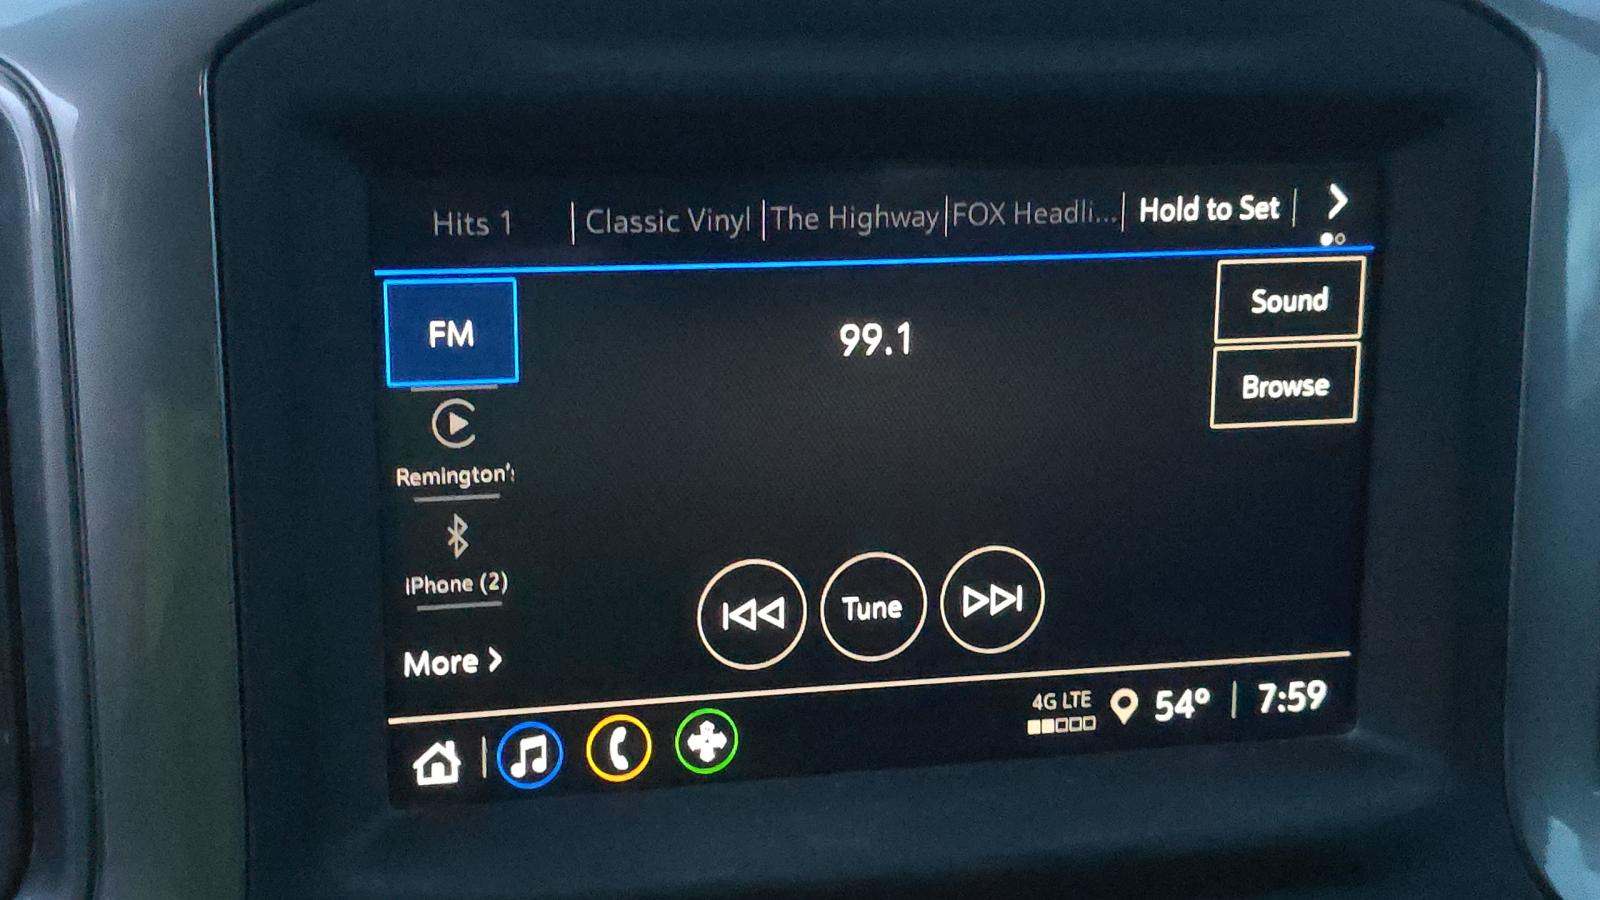 Hits 1 Classic Vinyl The Highway FOX Headli... Hold to Set
FM
99.1
Sound
Browse
Remington's
iPhone (2)
Tune
More
4G LTE
54° 7:59